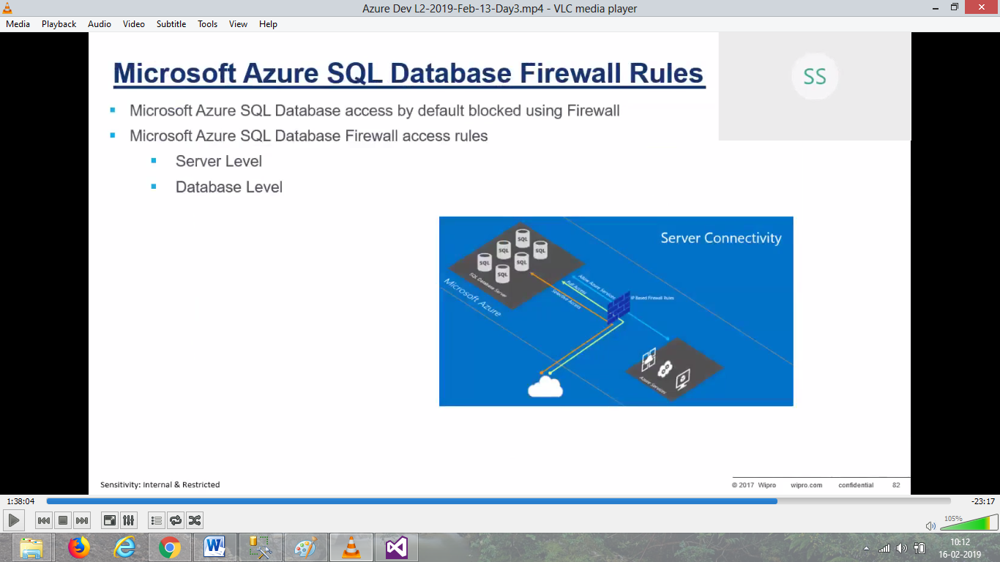 Azure Dev L2-2019-Feb-13-Day3.mp4 - VLC media player
Media Playback Audio Video Subtitle Tools View Help
Microsoft Azure SQL Database Firewall Rules
SS
Microsoft Azure SQL Database access by default blocked using Firewall
Microsoft Azure SQL Database Firewall access rules
Server Level
Database Level
Server Connectivity
SQL
SQL
SQL
SQL
SQL
SQL
SQL Database Server
Microsoft Azure
Allow Azure Services
Full Access
Selective Access
IP Based Firewall Rules
Azure Services
Sensitivity: Internal & Restricted
© 2017 Wipro wipro.com confidential 82
1:38:04 -23:17
105%
10:12
16-02-2019